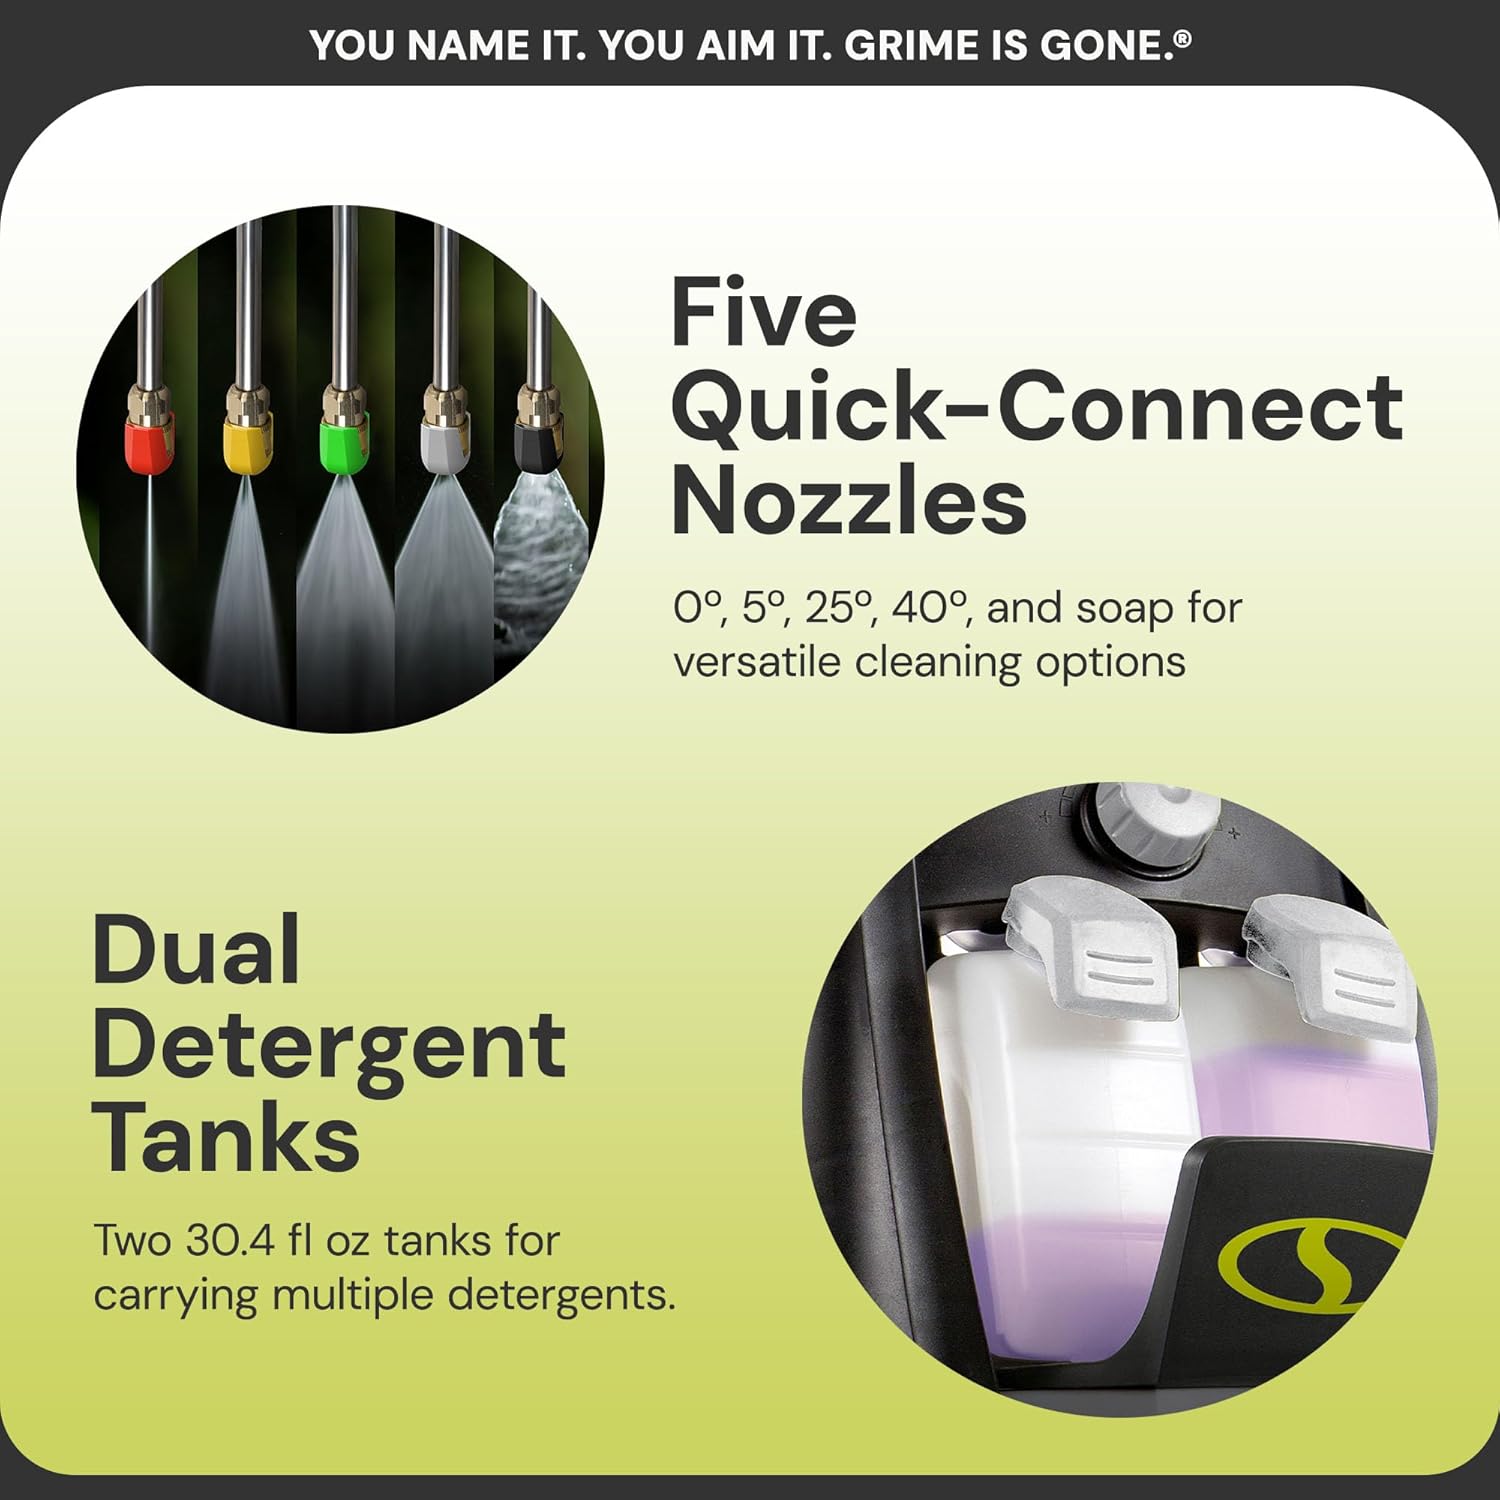 YOU NAME IT. YOU AIM IT. GRIME IS GONE.®
Five
Quick-Connect
Nozzles
0º, 5º, 25º, 40º, and soap for
versatile cleaning options
Dual
Detergent
Tanks
Two 30.4 fl oz tanks for
carrying multiple detergents.